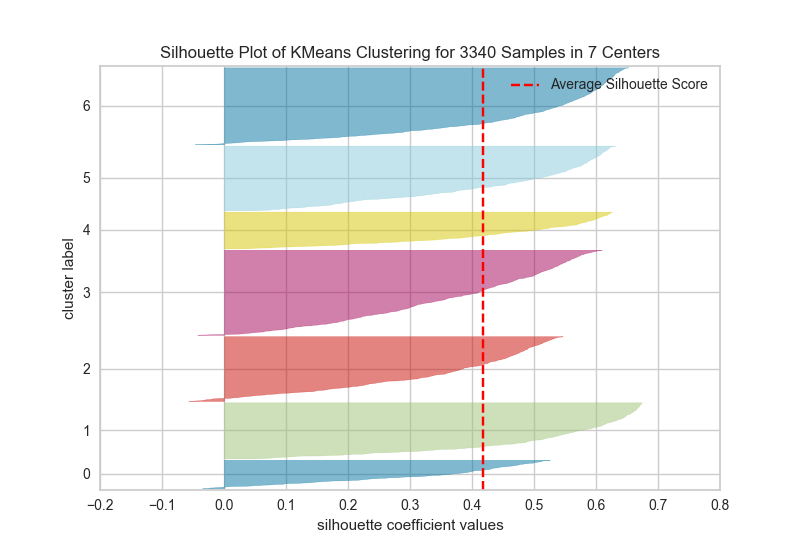 Silhouette Plot of KMeans Clustering for 3340 Samples in 7 Centers
Average Silhouette Score
6
5
4
3
2
1
0
cluster label
−0.2 −0.1 0.0 0.1 0.2 0.3 0.4 0.5 0.6 0.7 0.8
silhouette coefficient values